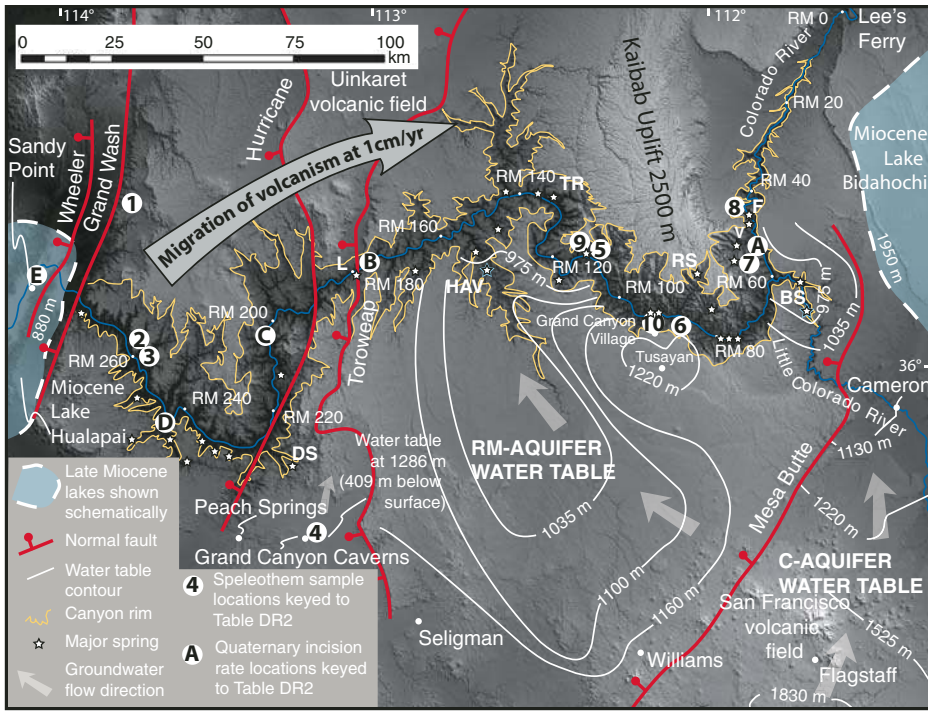 114°
113°
112°
RM 0
Lee's
Ferry
0 25 50 75 100
km
Uinkaret
volcanic field
Hurricane
Kaibab Uplift 2500 m
Colorado River
RM 20
Miocene
Lake
Bidahochi
1950 m
Sandy
Point
Wheeler
Grand Wash
1
Migration of volcanism at 1cm/yr
RM 140
TR
RM 40
8
F
V
A
7
RM 160
9
5
RS
RM 60
E
880 m
L
B
RM 180
HAV
975 m
RM 120
RM 100
BS
975 m
1035 m
RM 200
C
Toroweap
Grand Canyon
Village
10
6
RM 80
2
3
RM 260
Tusayan
1220 m
36°
Little Colorado River
Cameron
Miocene
Lake
Hualapai
RM 240
D
RM 220
DS
Water table
at 1286 m
(409 m below
surface)
RM-AQUIFER
WATER TABLE
1130 m
Mesa Butte
1220 m
Peach Springs
4
Grand Canyon Caverns
1035 m
1100 m
1160 m
C-AQUIFER
WATER TABLE
San Francisco
volcanic
field
1525 m
Seligman
Williams
Flagstaff
1830 m
Late Miocene
lakes shown
schematically
Normal fault
Water table
contour
Canyon rim
Major spring
Groundwater
flow direction
4
Speleothem sample
locations keyed to
Table DR2
A
Quaternary incision
rate locations keyed
to Table DR2